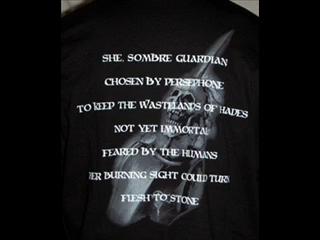 SHE, SOMBRE GUARDIAN
CHOSEN BY PERSEPHONE
TO KEEP THE WASTELANDS OF HADES
NOT YET IMMORTAL
FEARED BY THE HUMANS
HER BURNING SIGHT COULD TURN
FLESH TO STONE